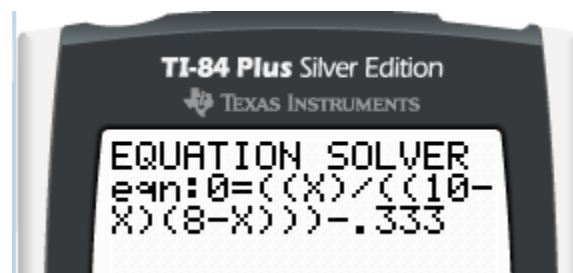 TI-84 Plus Silver Edition
TEXAS INSTRUMENTS
EQUATION SOLVER
eqn:0=((X)/((10-
X)(8-X)))-.333